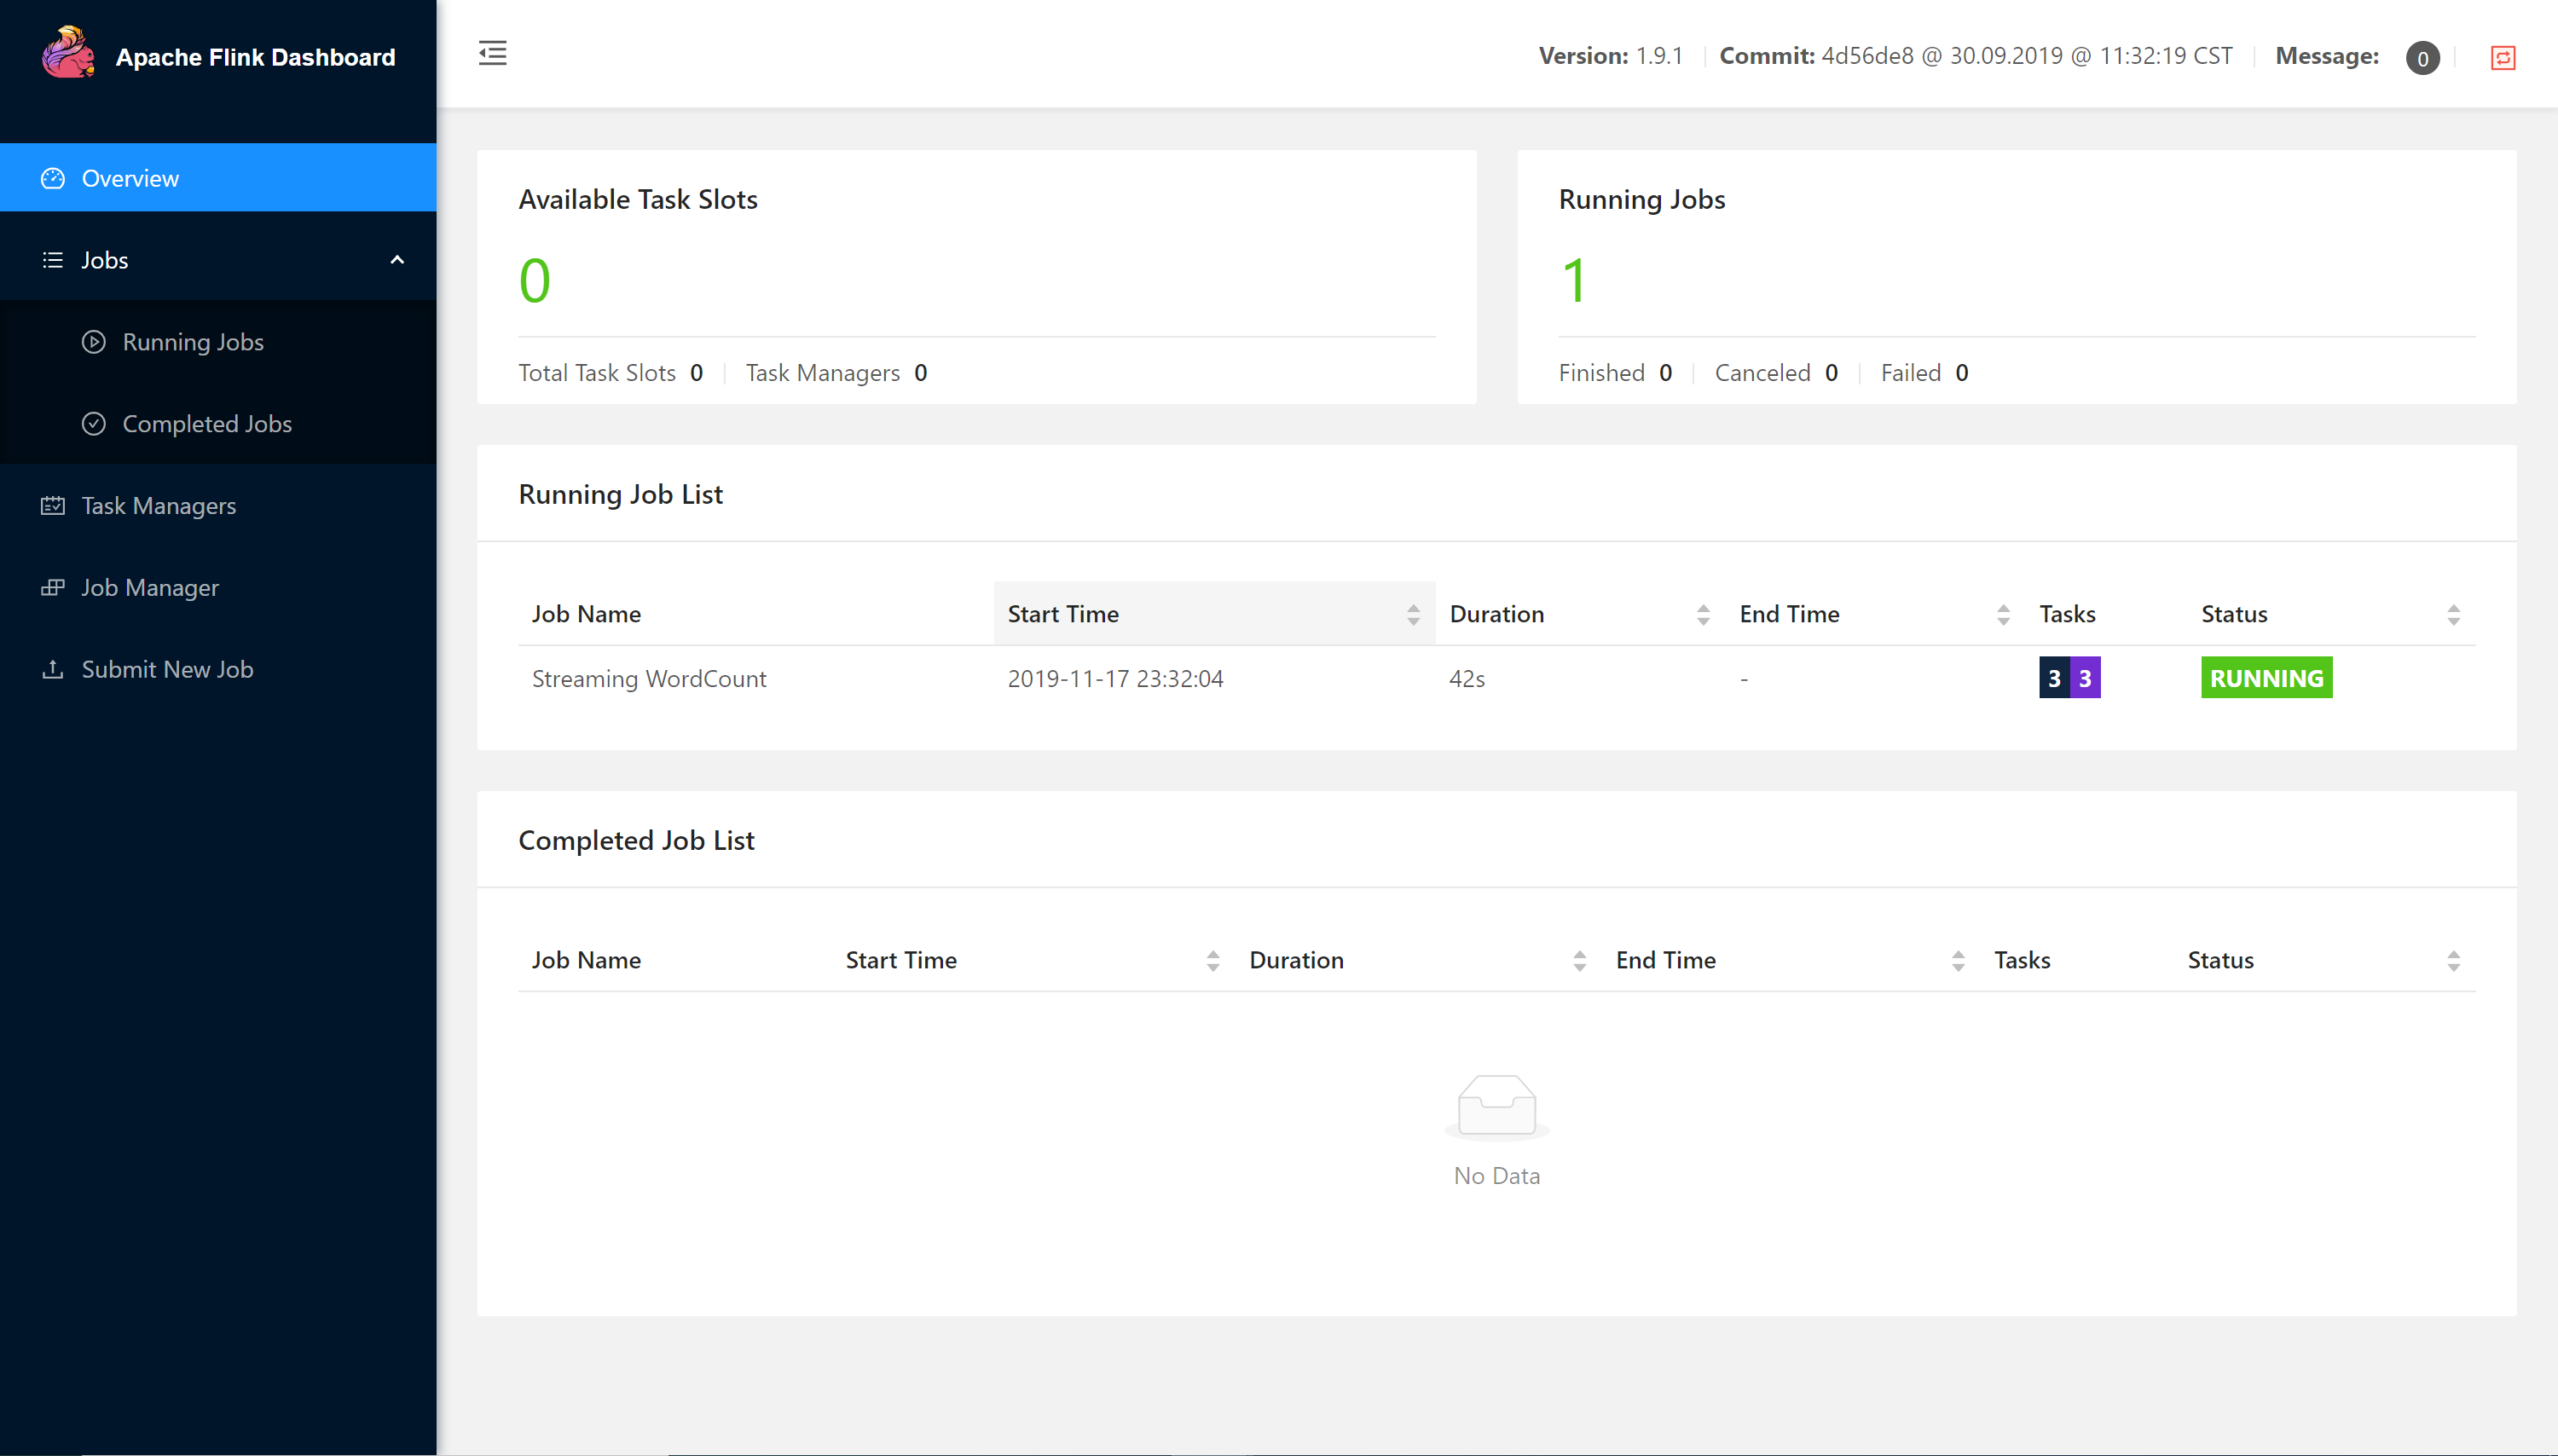 Apache Flink Dashboard
Version: 1.9.1 Commit: 4d56de8 @ 30.09.2019 @ 11:32:19 CST Message: 0
Overview
Jobs
Running Jobs
Completed Jobs
Task Managers
Job Manager
Submit New Job
Available Task Slots
0
Total Task Slots 0 Task Managers 0
Running Jobs
1
Finished 0 Canceled 0 Failed 0
Running Job List
Job Name Start Time Duration End Time Tasks Status
Streaming WordCount 2019-11-17 23:32:04 42s - 3 3 RUNNING
Completed Job List
Job Name Start Time Duration End Time Tasks Status
No Data